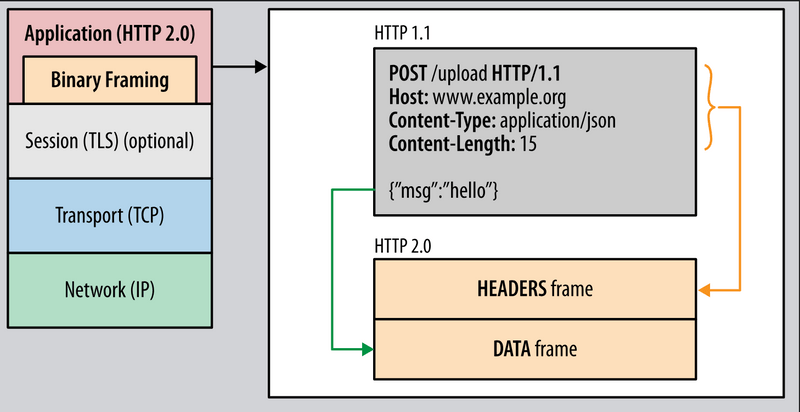 Application (HTTP 2.0)
Binary Framing
Session (TLS) (optional)
Transport (TCP)
Network (IP)
HTTP 1.1
POST /upload HTTP/1.1
Host: www.example.org
Content-Type: application/json
Content-Length: 15
{"msg":"hello"}
HTTP 2.0
HEADERS frame
DATA frame